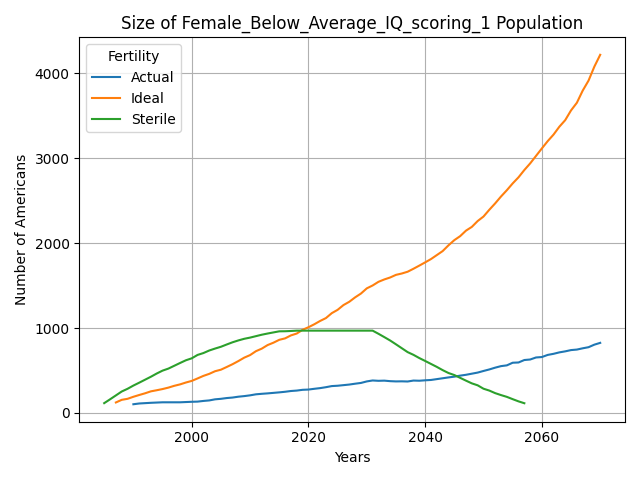 Size of Female_Below_Average_IQ_scoring_1 Population
Fertility
Actual
Ideal
Sterile
Number of Americans
4000
3000
2000
1000
0
2000
2020
2040
2060
Years